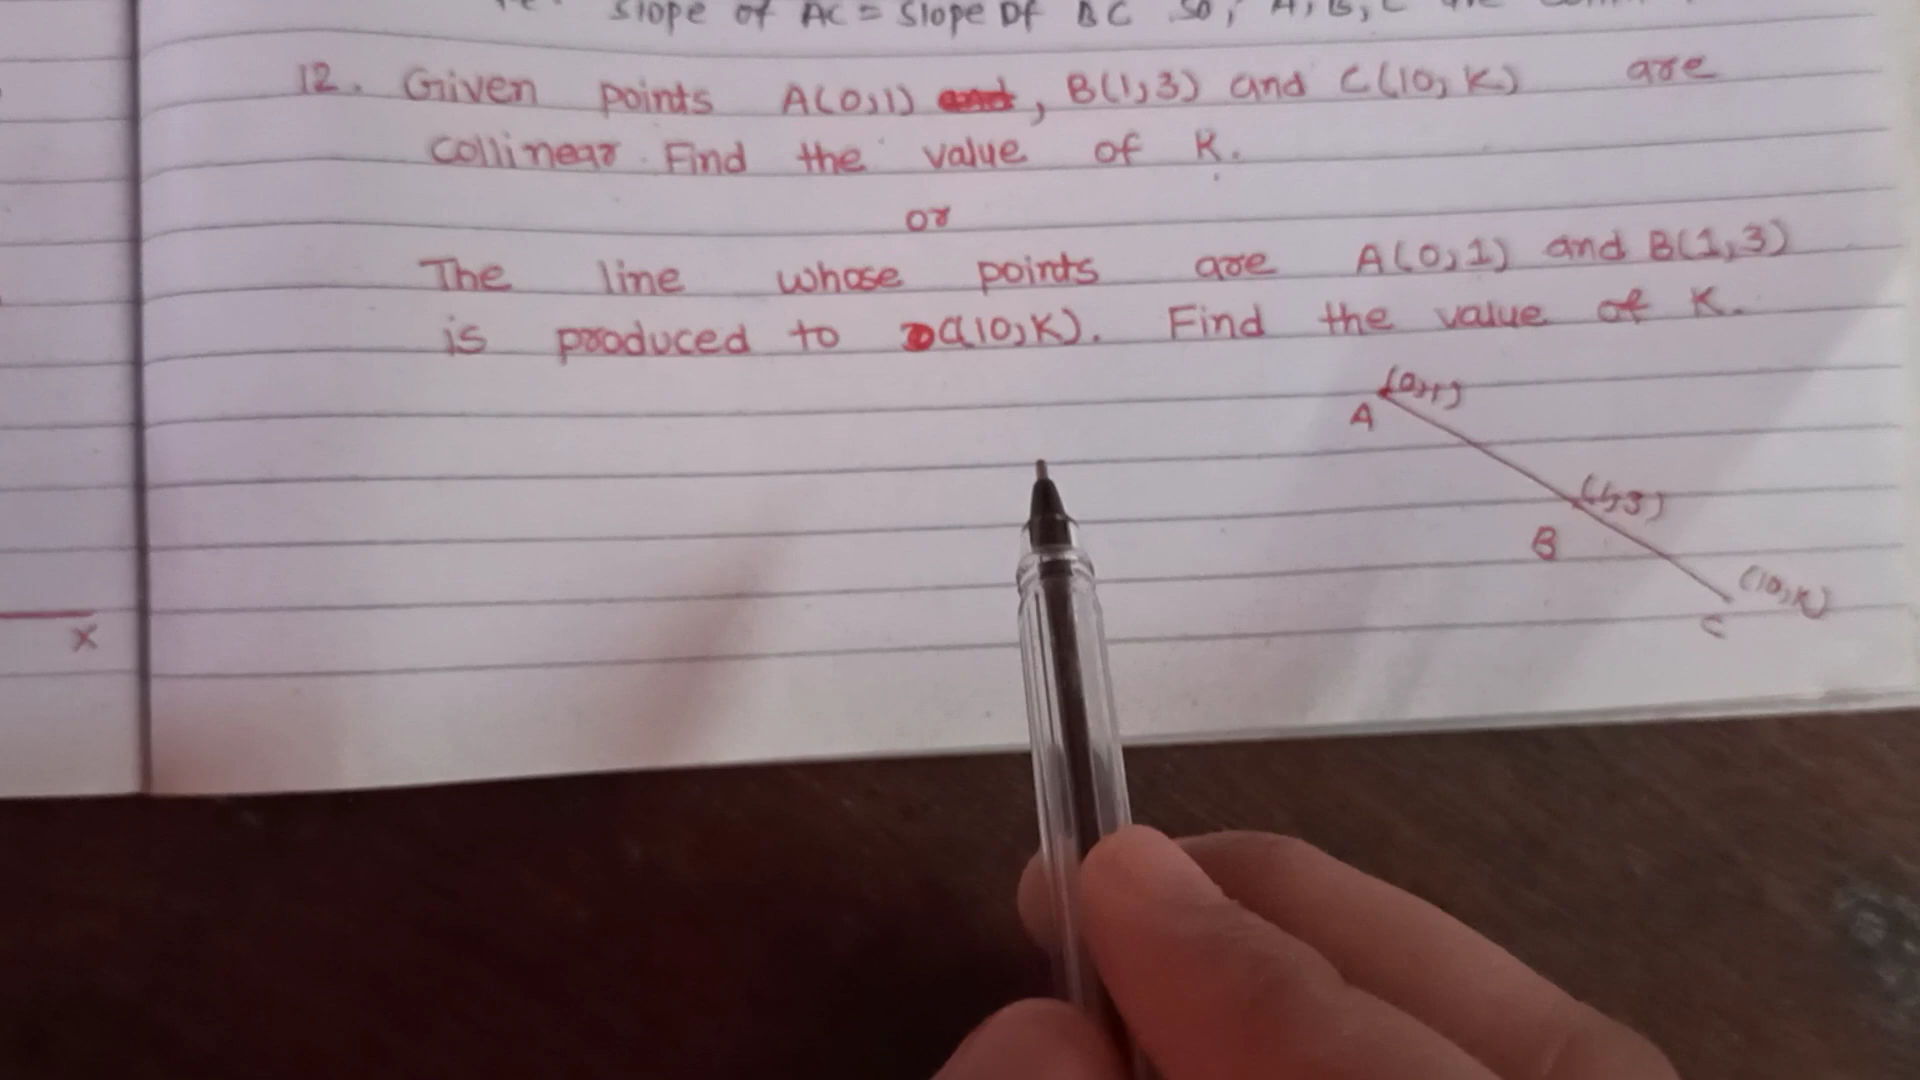 slope of AC = slope of BC so, A, B, C
12. Given points A(0,1) , B(1,3) and C(10, K) are
collinear. Find the value of K.
or
The line whose points are A(0,1) and B(1,3)
is produced to C(10,K). Find the value of K.
A
B (1,3)
C (10,K)
x